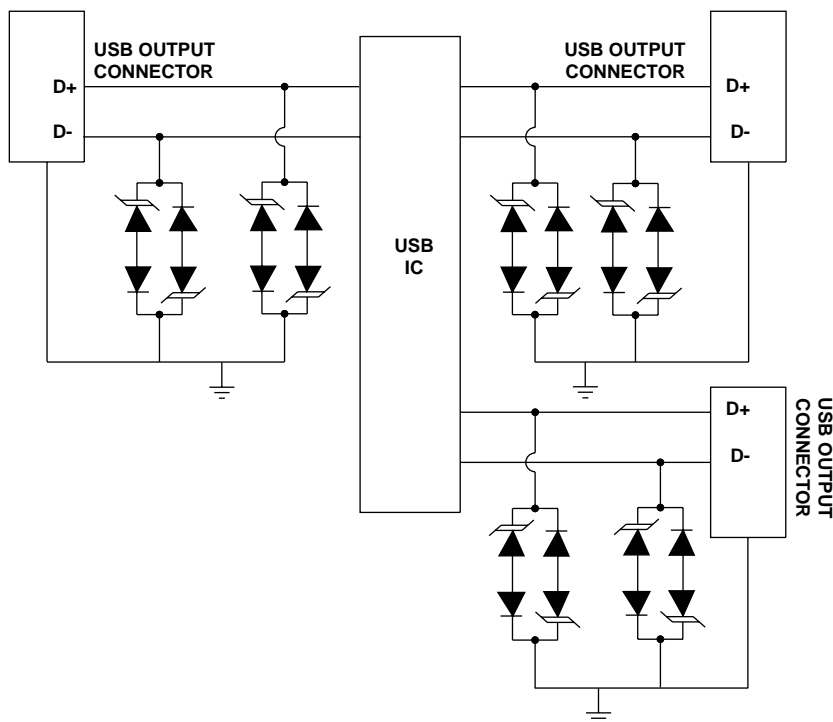 USB OUTPUT
CONNECTOR
D+
D-
USB OUTPUT
CONNECTOR
D+
D-
USB
IC
D+
D-
USB OUTPUT
CONNECTOR